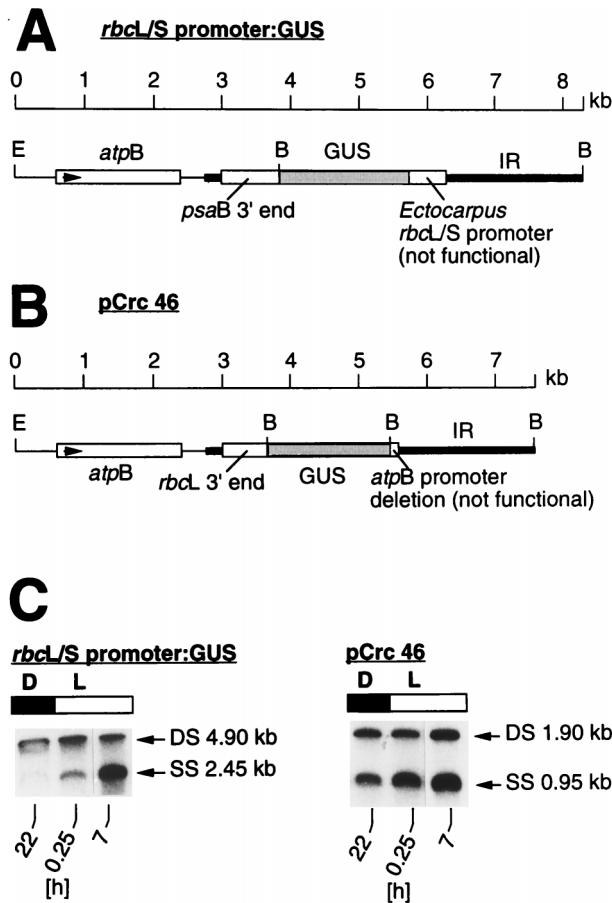 A rbcL/S promoter:GUS
0 1 2 3 4 5 6 7 8
kb
E atpB B GUS IR B
psaB 3' end
Ectocarpus
rbcL/S promoter
(not functional)
B pCrc 46
0 1 2 3 4 5 6 7 kb
E B B IR B
atpB rbcL 3' end GUS atpB promoter
deletion (not functional)
C
rbcL/S promoter:GUS
D L
DS 4.90 kb
SS 2.45 kb
22 0.25 7
[h]
pCrc 46
D L
DS 1.90 kb
SS 0.95 kb
22 0.25 7
[h]